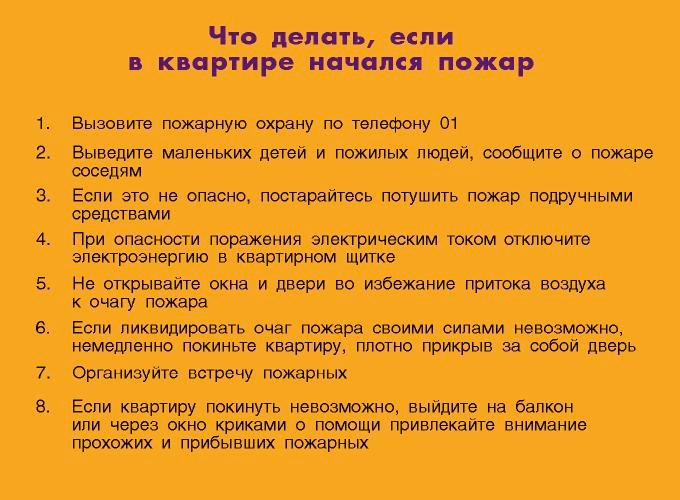 Что делать, если
в квартире начался пожар
1. Вызовите пожарную охрану по телефону 01
2. Выведите маленьких детей и пожилых людей, сообщите о пожаре
соседям
3. Если это не опасно, постарайтесь потушить пожар подручными
средствами
4. При опасности поражения электрическим током отключите
электроэнергию в квартирном щитке
5. Не открывайте окна и двери во избежание притока воздуха
к очагу пожара
6. Если ликвидировать очаг пожара своими силами невозможно,
немедленно покиньте квартиру, плотно прикрыв за собой дверь
7. Организуйте встречу пожарных
8. Если квартиру покинуть невозможно, выйдите на балкон
или через окно криками о помощи привлекайте внимание
прохожих и прибывших пожарных